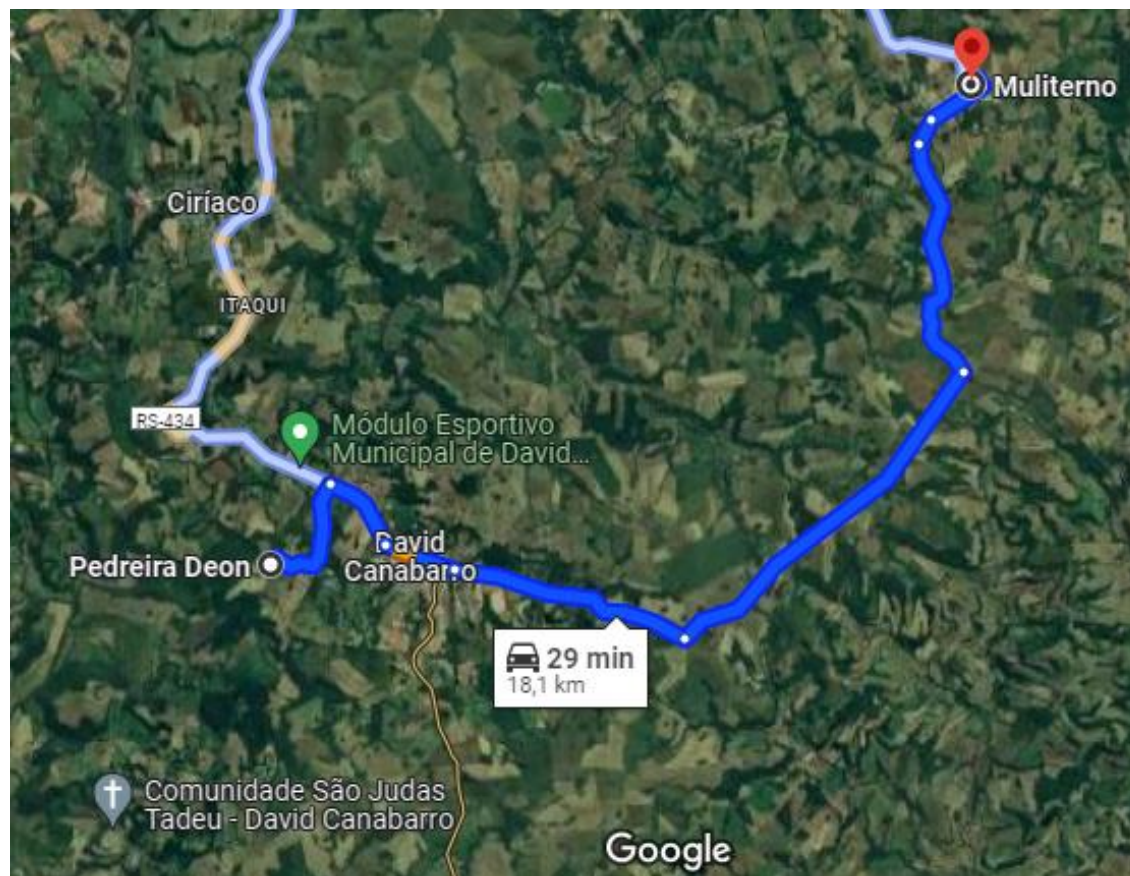 Muliterno
Ciríaco
ITAQUI
RS-434
Módulo Esportivo
Municipal de David...
David
Canabarro
Pedreira Deon
29 min
18,1 km
Comunidade São Judas
Tadeu - David Canabarro
Google